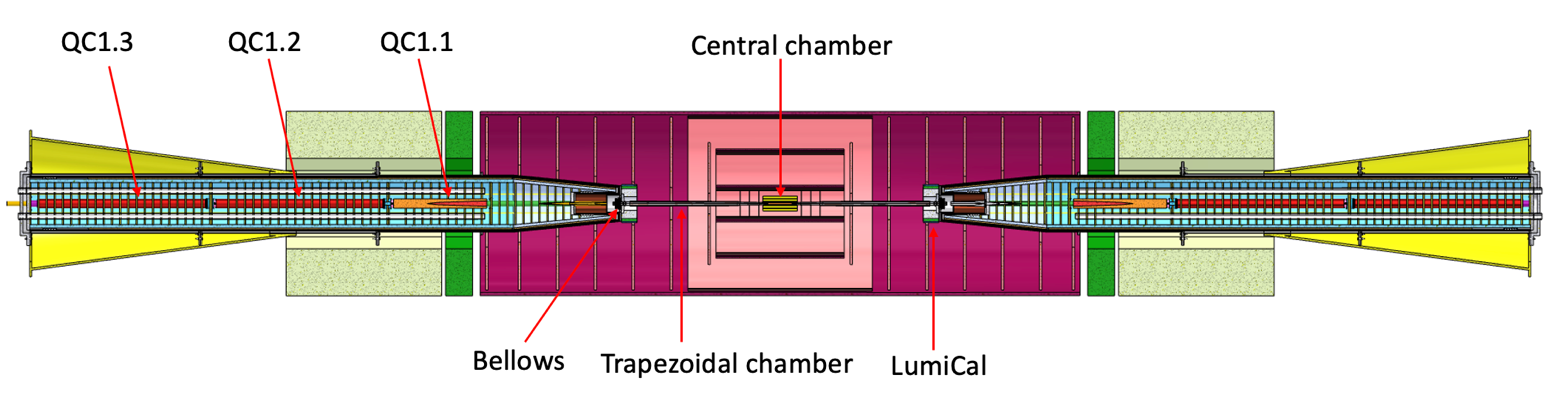 QC1.3
QC1.2
QC1.1
Central chamber
Bellows
Trapezoidal chamber
LumiCal